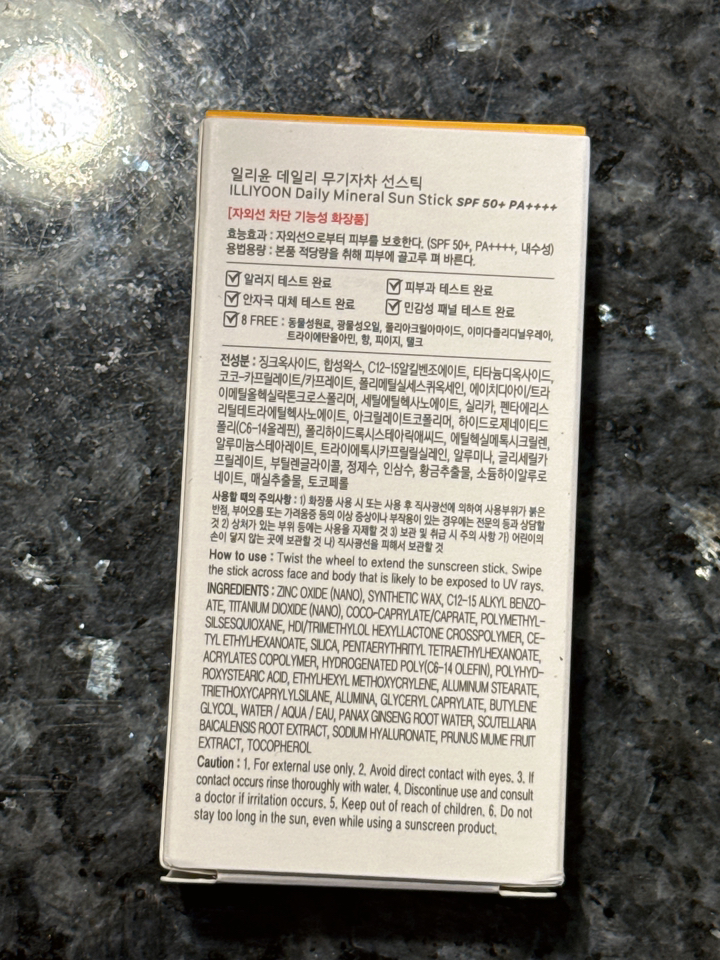 일리윤 데일리 무기자차 선스틱
ILLIYOON Daily Mineral Sun Stick SPF 50+ PA++++
[자외선 차단 기능성 화장품]
효능효과 : 자외선으로부터 피부를 보호한다. (SPF 50+, PA++++, 내수성)
용법용량 : 본품 적당량을 취해 피부에 골고루 펴 바른다.
알러지 테스트 완료
피부과 테스트 완료
안자극 대체 테스트 완료
민감성 패널 테스트 완료
8 FREE : 동물성원료, 광물성오일, 폴리아크릴아마이드, 이미다졸리디닐우레아,
트라이에탄올아민, 향, 피이지, 탤크
전성분 : 징크옥사이드, 합성왁스, C12-15알킬벤조에이트, 티타늄디옥사이드,
코코-카프릴레이트/카프레이트, 폴리메틸실세스퀴옥세인, 에이치디아이/트라
이메틸올헥실락톤크로스폴리머, 세틸에틸헥사노에이트, 실리카, 펜타에리스
리틸테트라에틸헥사노에이트, 아크릴레이트코폴리머, 하이드로제네이티드
폴리(C6-14올레핀), 폴리하이드록시스테아릭애씨드, 에틸헥실메톡시크릴렌,
알루미늄스테아레이트, 트라이에톡시카프릴릴실레인, 알루미나, 글리세릴카
프릴레이트, 부틸렌글라이콜, 정제수, 인삼수, 황금추출물, 소듐하이알루로
네이트, 매실추출물, 토코페롤
사용할 때의 주의사항 : 1) 화장품 사용 시 또는 사용 후 직사광선에 의하여 사용부위가 붉은
반점, 부어오름 또는 가려움증 등의 이상 증상이나 부작용이 있는 경우에는 전문의 등과 상담할
것 2) 상처가 있는 부위 등에는 사용을 자제할 것 3) 보관 및 취급 시 주의 사항 가) 어린이의
손이 닿지 않는 곳에 보관할 것 나) 직사광선을 피해서 보관할 것
How to use : Twist the wheel to extend the sunscreen stick. Swipe
the stick across face and body that is likely to be exposed to UV rays.
INGREDIENTS : ZINC OXIDE (NANO), SYNTHETIC WAX, C12-15 ALKYL BENZO-
ATE, TITANIUM DIOXIDE (NANO), COCO-CAPRYLATE/CAPRATE, POLYMETHYL-
SILSESQUIOXANE, HDI/TRIMETHYLOL HEXYLLACTONE CROSSPOLYMER, CE-
TYL ETHYLHEXANOATE, SILICA, PENTAERYTHRITYL TETRAETHYLHEXANOATE,
ACRYLATES COPOLYMER, HYDROGENATED POLY(C6-14 OLEFIN), POLYHYD-
ROXYSTEARIC ACID, ETHYLHEXYL METHOXYCRYLENE, ALUMINUM STEARATE,
TRIETHOXYCAPRYLYLSILANE, ALUMINA, GLYCERYL CAPRYLATE, BUTYLENE
GLYCOL, WATER / AQUA / EAU, PANAX GINSENG ROOT WATER, SCUTELLARIA
BAICALENSIS ROOT EXTRACT, SODIUM HYALURONATE, PRUNUS MUME FRUIT
EXTRACT, TOCOPHEROL
Caution : 1. For external use only. 2. Avoid direct contact with eyes. 3. If
contact occurs rinse thoroughly with water. 4. Discontinue use and consult
a doctor if irritation occurs. 5. Keep out of reach of children. 6. Do not
stay too long in the sun, even while using a sunscreen product.